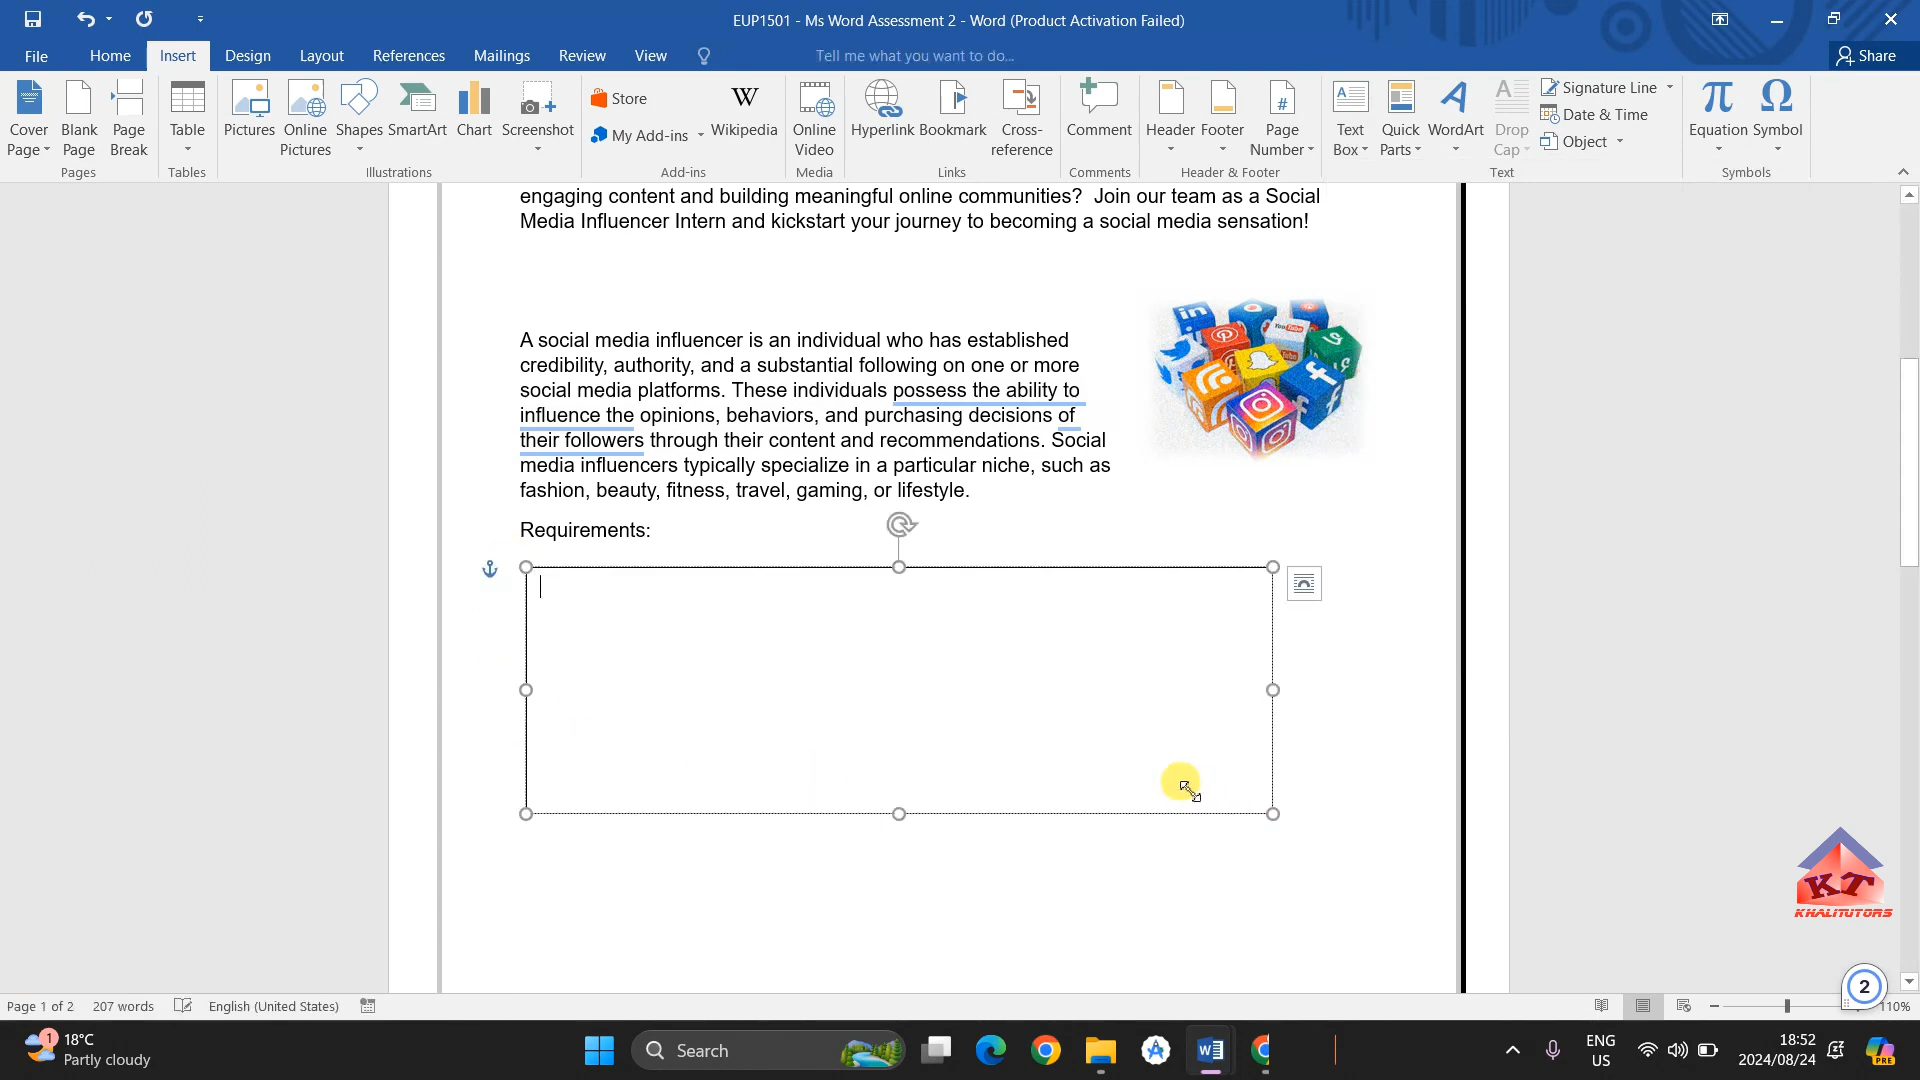 EUP1501 - Ms Word Assessment 2 - Word (Product Activation Failed)
File Home Insert Design Layout References Mailings Review View Tell me what you want to do... Share
Cover Page
Blank Page
Page Break
Table
Pictures
Online Pictures
Shapes
SmartArt
Chart
Screenshot
Store
My Add-ins
Wikipedia
Online Video
Hyperlink
Bookmark
Cross-reference
Comment
Header
Footer
Page Number
Text Box
Quick Parts
WordArt
Drop Cap
Signature Line
Date & Time
Object
Equation
Symbol
Pages Tables Illustrations Add-ins Media Links Comments Header & Footer Text Symbols
engaging content and building meaningful online communities?  Join our team as a Social
Media Influencer Intern and kickstart your journey to becoming a social media sensation!
A social media influencer is an individual who has established
credibility, authority, and a substantial following on one or more
social media platforms. These individuals possess the ability to
influence the opinions, behaviors, and purchasing decisions of
their followers through their content and recommendations. Social
media influencers typically specialize in a particular niche, such as
fashion, beauty, fitness, travel, gaming, or lifestyle.
Requirements:
KT
KHALITUTORS
2
Page 1 of 2 207 words English (United States) 110%
1
18°C
Partly cloudy
Search
ENG
US
18:52
2024/08/24
PRE